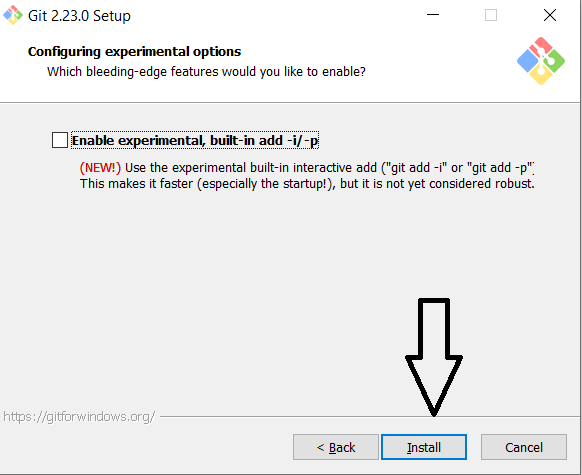 Git 2.23.0 Setup
Configuring experimental options
Which bleeding-edge features would you like to enable?
Enable experimental, built-in add -i/-p
(NEW!) Use the experimental built-in interactive add ("git add -i" or "git add -p")
This makes it faster (especially the startup!), but it is not yet considered robust.
https://gitforwindows.org/
< Back
Install
Cancel